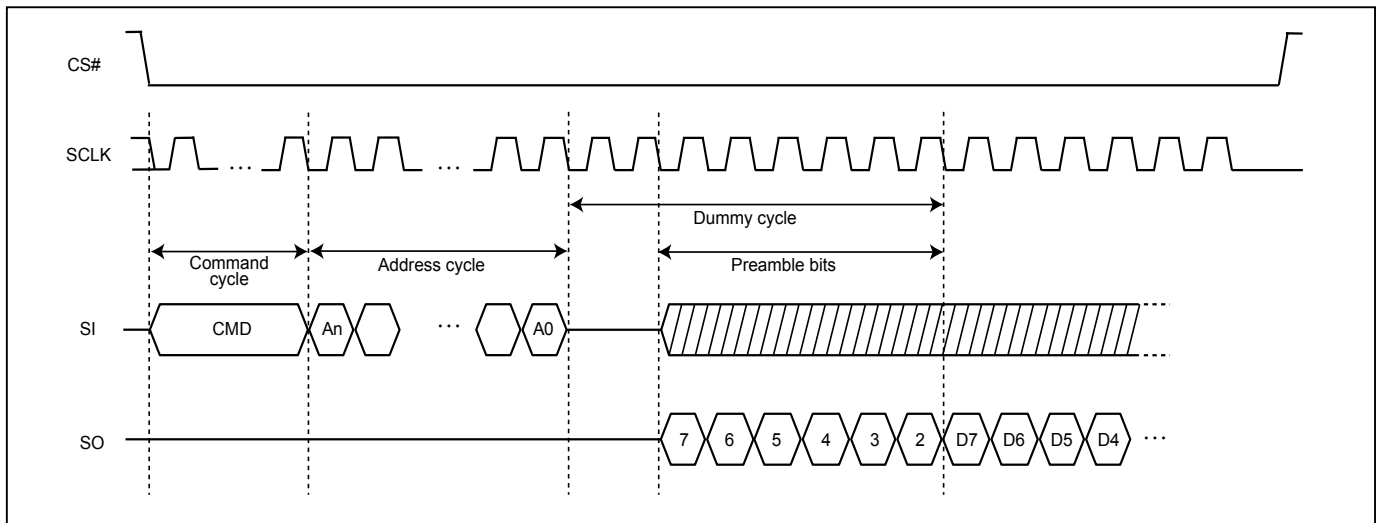 CS#
SCLK
...
...
Dummy cycle
Command
cycle
Address cycle
Preamble bits
SI
CMD
An
...
A0
SO
7
6
5
4
3
2
D7
D6
D5
D4
...